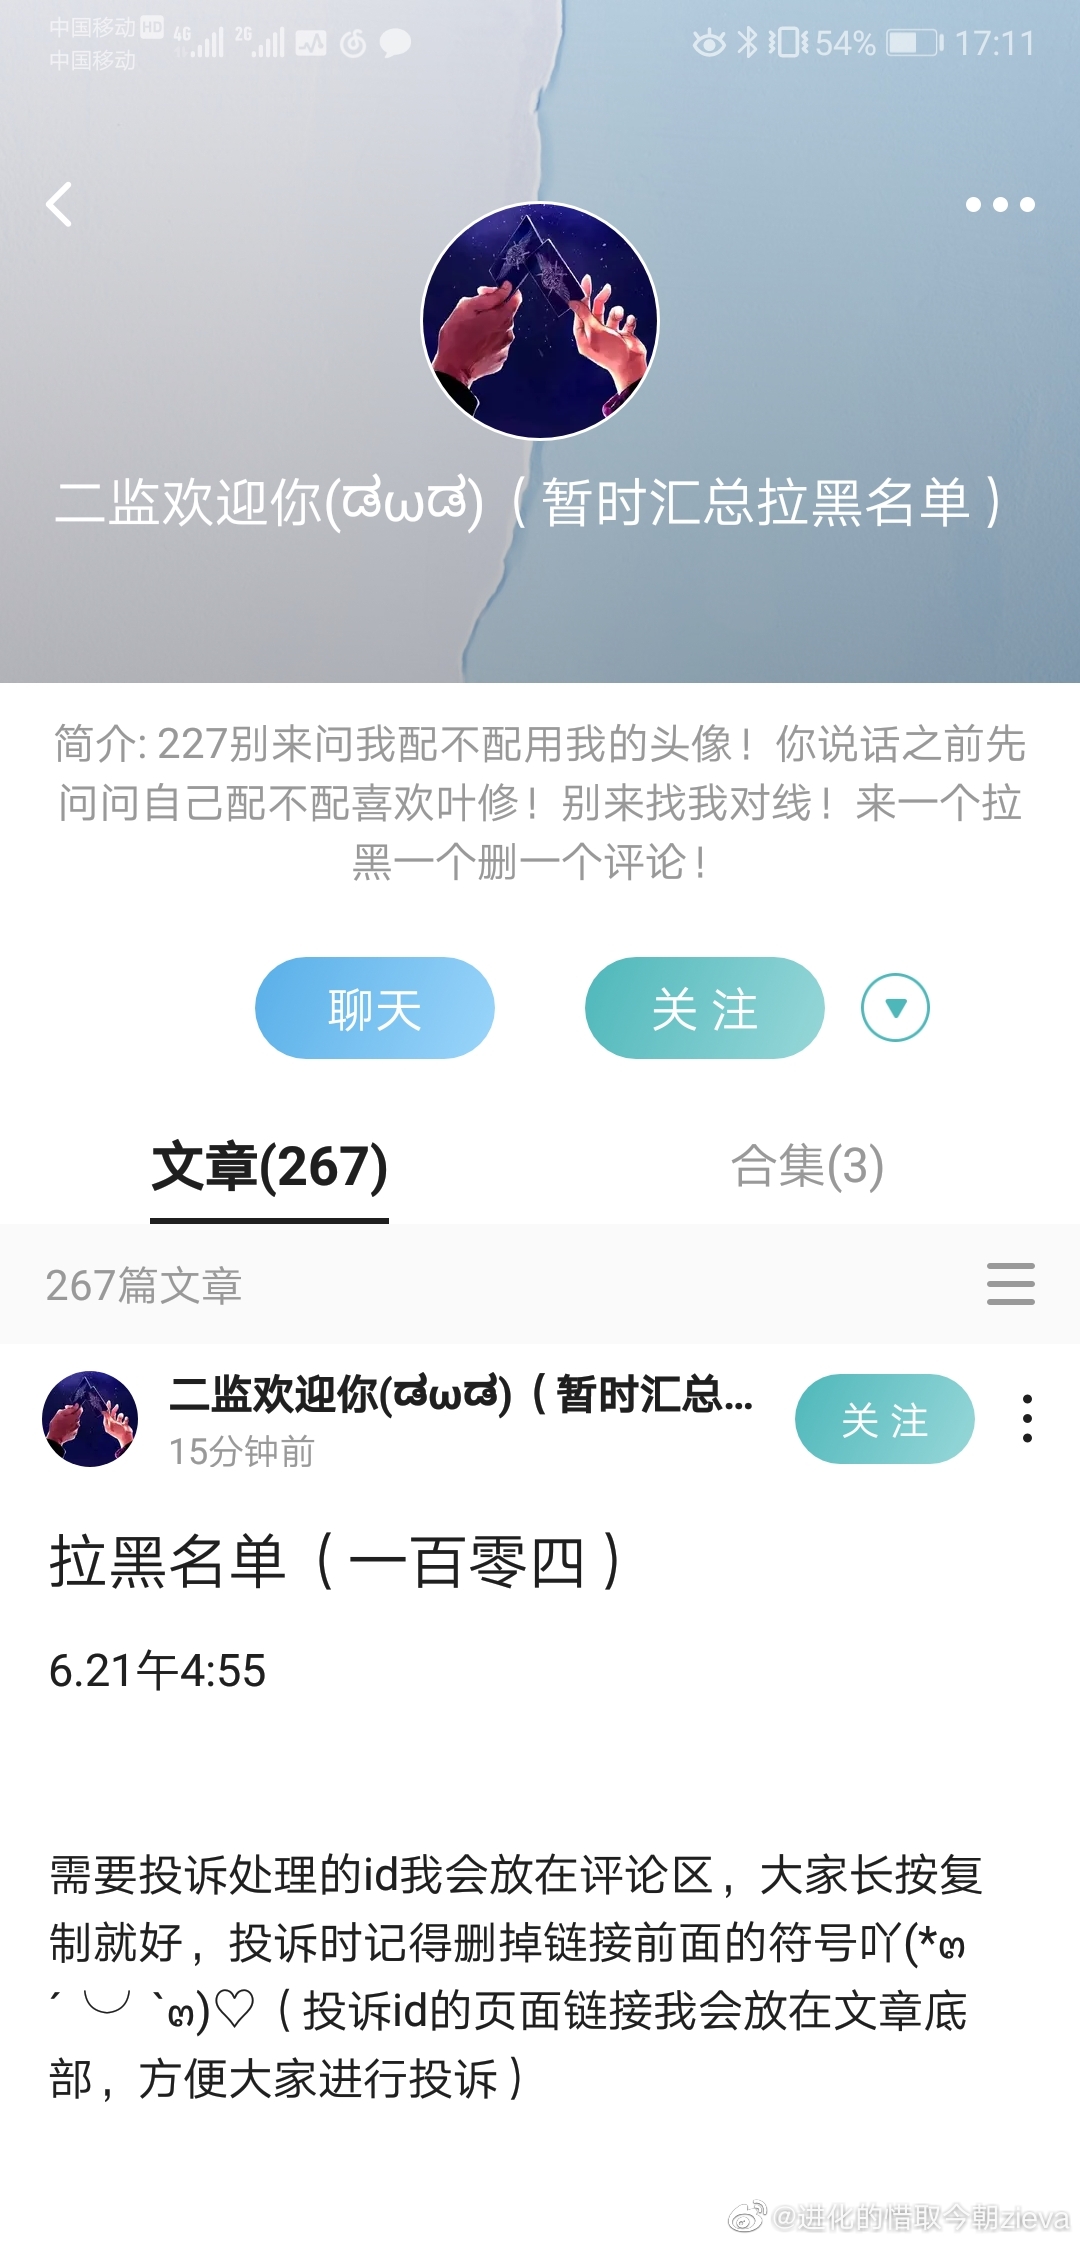 中国移动 HD 4G 2G 54% 17:11
中国移动
二监欢迎你(ಡωಡ)（暂时汇总拉黑名单）
简介: 227别来问我配不配用我的头像！你说话之前先
问问自己配不配喜欢叶修！别来找我对线！来一个拉
黑一个删一个评论！
聊天
关 注
文章(267)
合集(3)
267篇文章
二监欢迎你(ಡωಡ)（暂时汇总...
关 注
15分钟前
拉黑名单（一百零四）
6.21午4:55
需要投诉处理的id我会放在评论区，大家长按复
制就好，投诉时记得删掉链接前面的符号吖(*๓
´╰╯`๓)♡（投诉id的页面链接我会放在文章底
部，方便大家进行投诉）
@进化的惜取今朝zieva